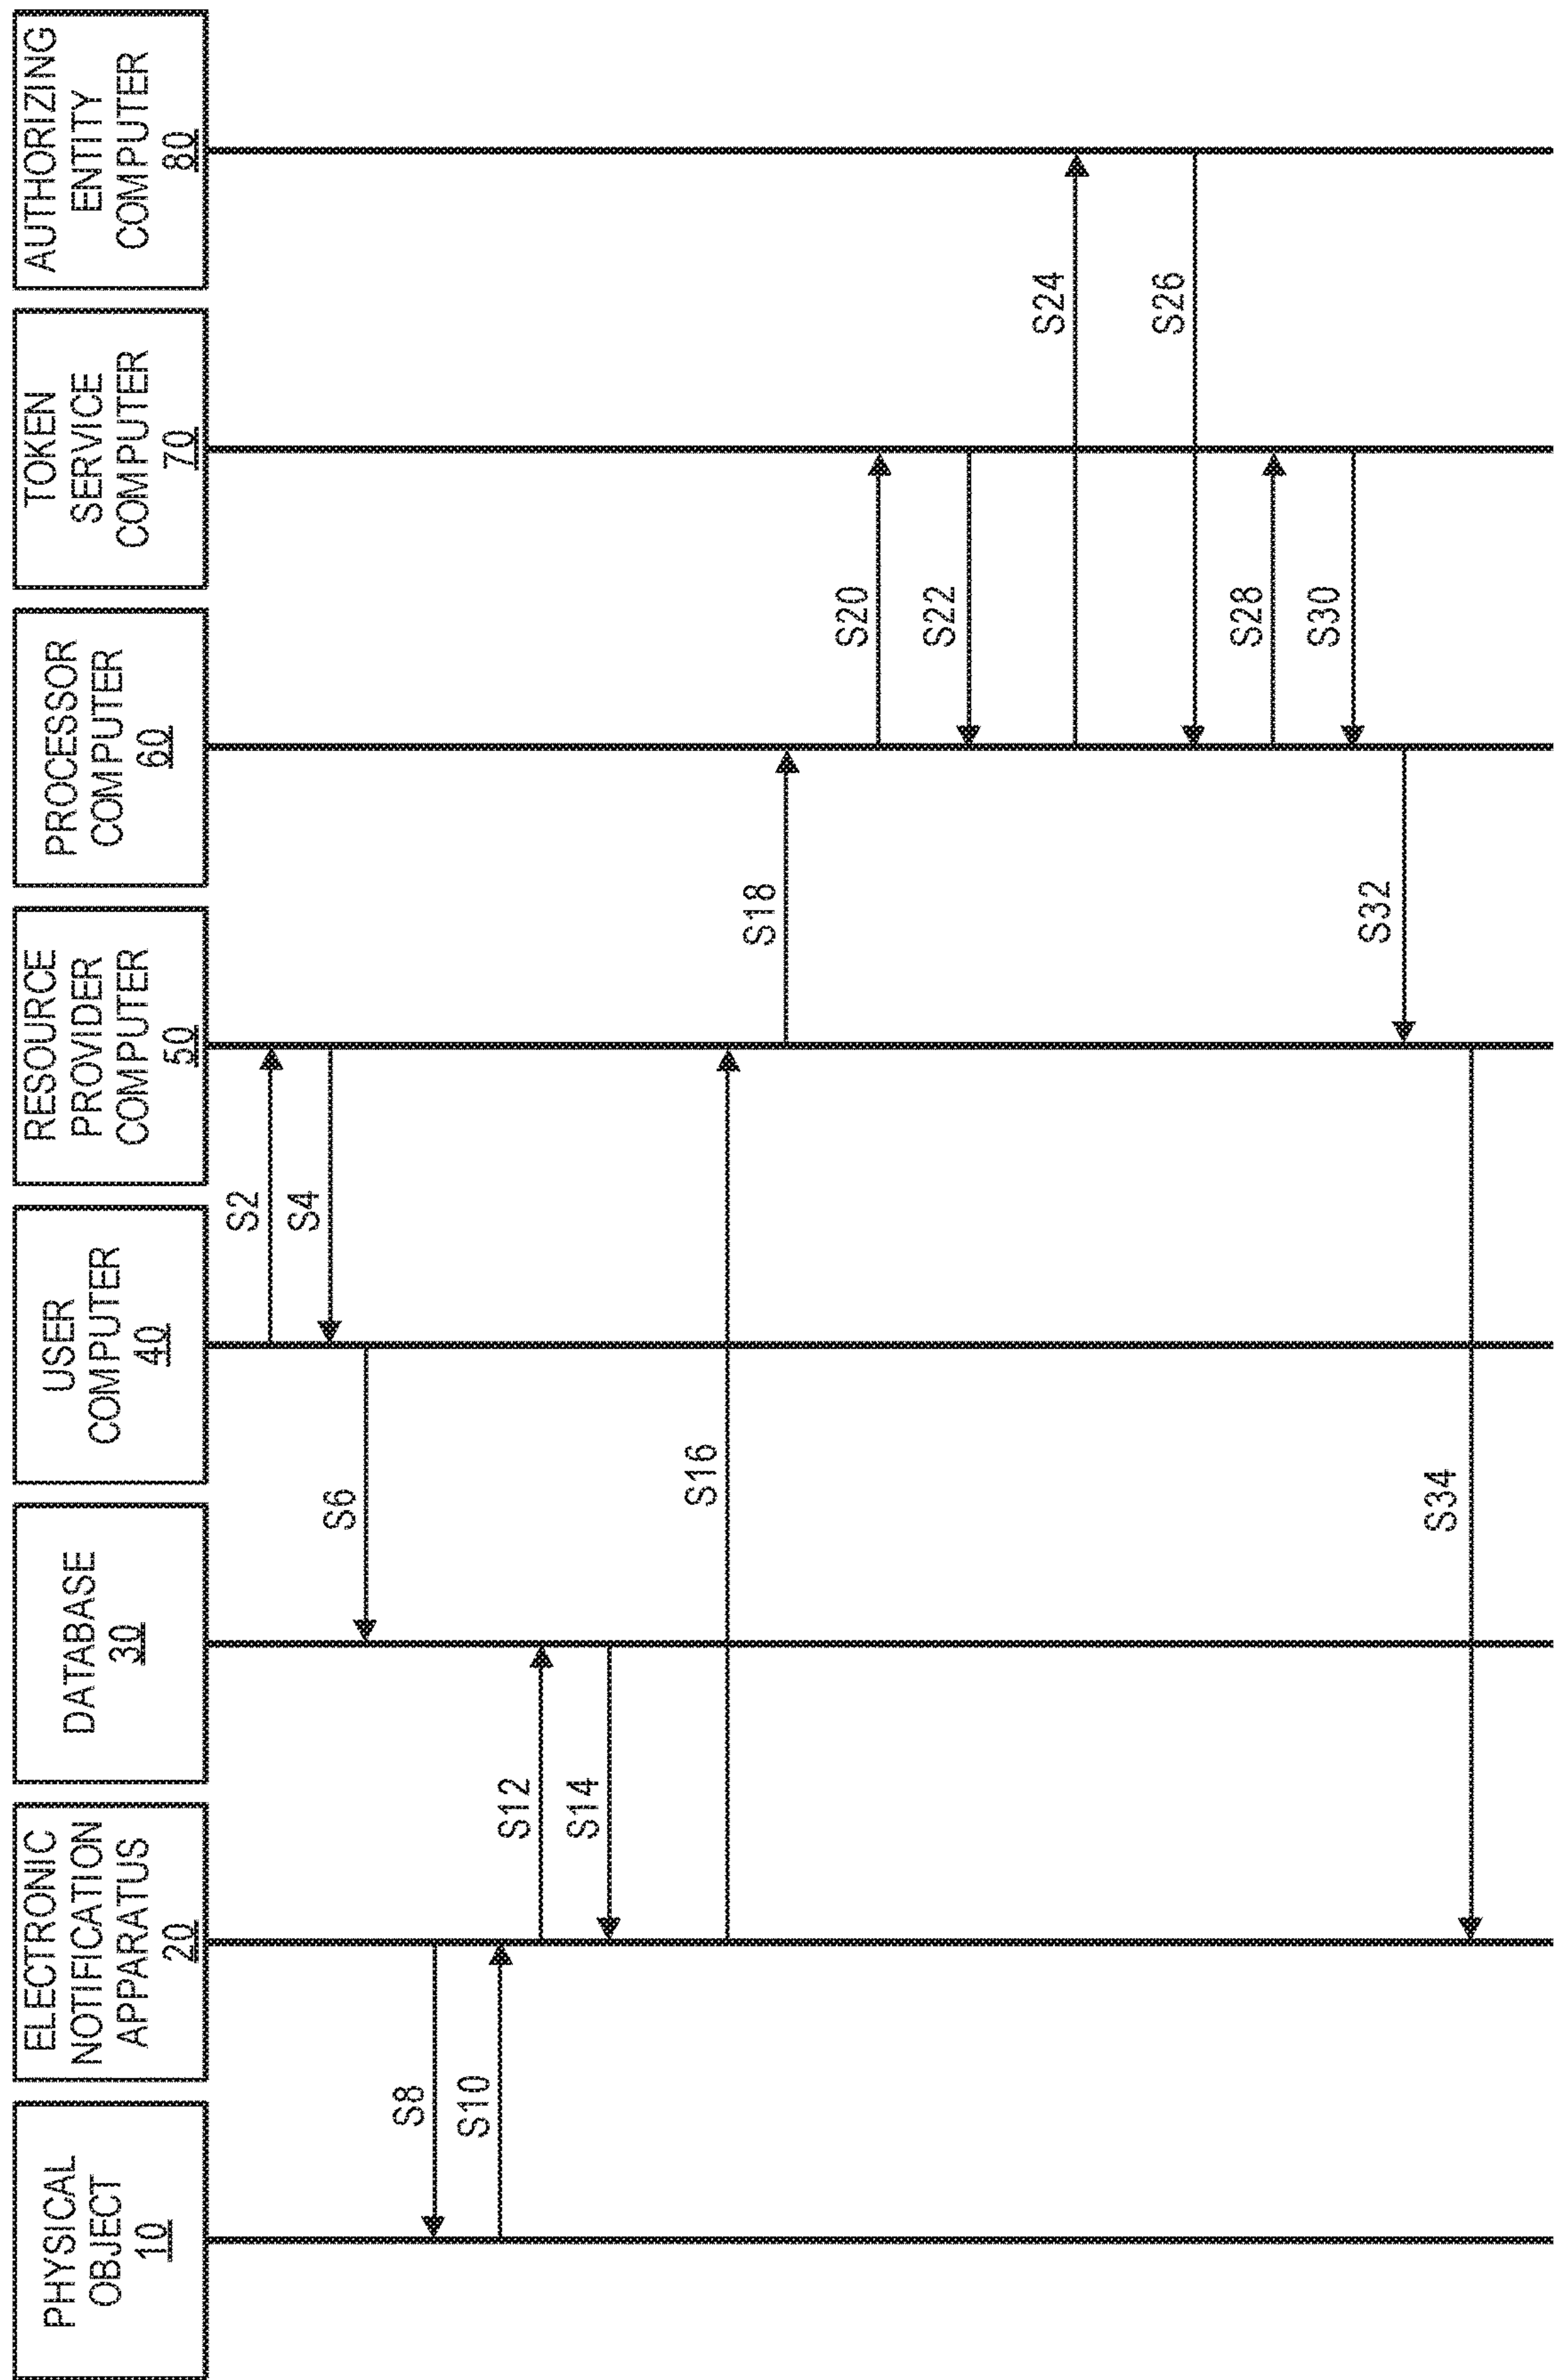 PHYSICAL
OBJECT
10
ELECTRONIC
NOTIFICATION
APPARATUS
20
DATABASE
30
USER
COMPUTER
40
RESOURCE
PROVIDER
COMPUTER
50
PROCESSOR
COMPUTER
60
TOKEN
SERVICE
COMPUTER
70
AUTHORIZING
ENTITY
COMPUTER
80
S2
S4
S6
S8
S10
S12
S14
S16
S18
S20
S22
S24
S26
S28
S30
S32
S34